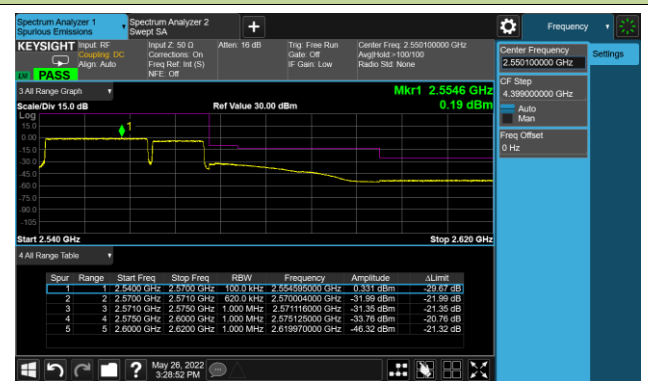 Spectrum Analyzer 1
Spurious Emissions
Spectrum Analyzer 2
Swept SA
+
Frequency
KEYSIGHT
Input: RF
Coupling: DC
Align: Auto
Input Z: 50 Ω
Corrections: On
Freq Ref: Int (S)
NFE: Off
Atten: 16 dB
Trig: Free Run
Gate: Off
IF Gain: Low
Center Freq: 2.550100000 GHz
Avg|Hold:>100/100
Radio Std: None
LXI
PASS
Center Frequency
2.550100000 GHz
Settings
CF Step
4.399000000 GHz
Auto
Man
Freq Offset
0 Hz
3 All Range Graph
Mkr1 2.5546 GHz
Scale/Div 15.0 dB
Ref Value 30.00 dBm
0.19 dBm
Log
15.0
0.00
-15.0
-30.0
-45.0
-60.0
-75.0
-90.0
-105
1
Start 2.540 GHz
Stop 2.620 GHz
4 All Range Table
Spur Range Start Freq Stop Freq RBW Frequency Amplitude ΔLimit
1 1 2.5400 GHz 2.5700 GHz 100.0 kHz 2.554595000 GHz 0.331 dBm -29.67 dB
2 2 2.5700 GHz 2.5710 GHz 620.0 kHz 2.570004000 GHz -31.99 dBm -21.99 dB
3 3 2.5710 GHz 2.5750 GHz 1.000 MHz 2.571116000 GHz -31.35 dBm -21.35 dB
4 4 2.5750 GHz 2.6000 GHz 1.000 MHz 2.575125000 GHz -33.76 dBm -20.76 dB
5 5 2.6000 GHz 2.6200 GHz 1.000 MHz 2.619970000 GHz -46.32 dBm -21.32 dB
?
May 26, 2022
3:28:52 PM